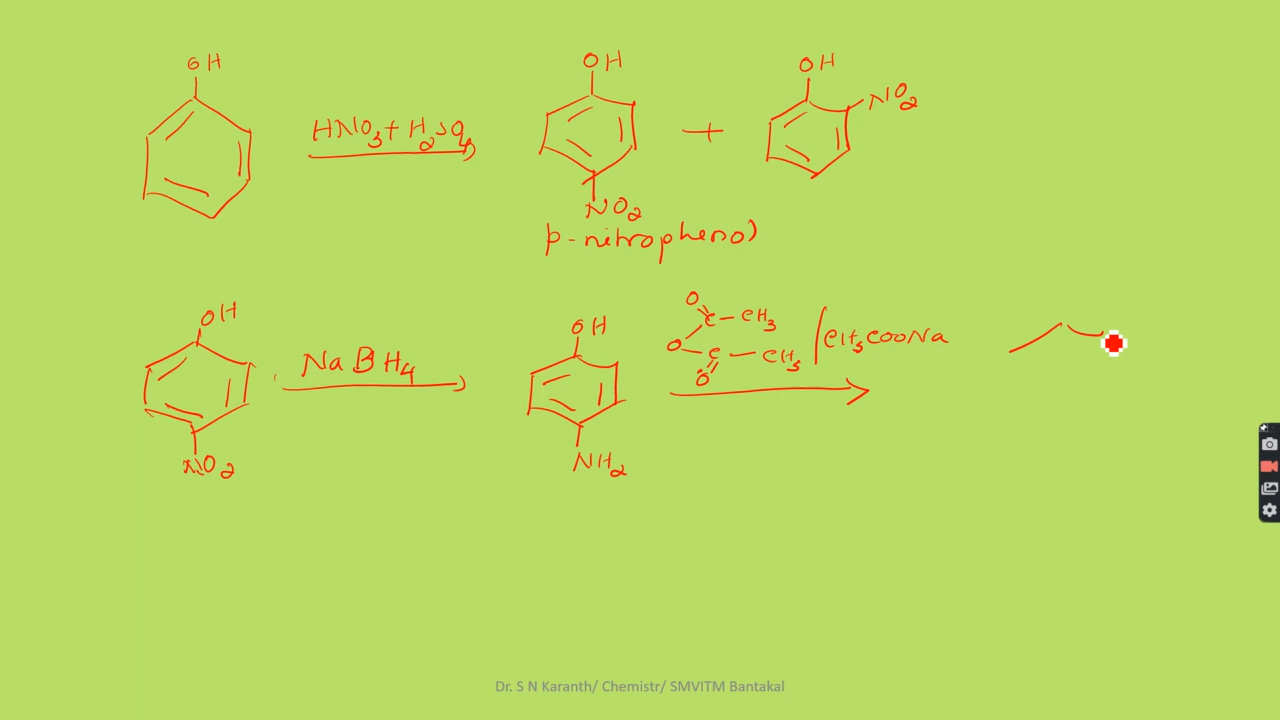 OH
HNO3 + H2SO4
OH
NO2
p-nitrophenol
+
OH
NO2
OH
NO2
NaBH4
OH
NH2
O
C-CH3
O
C-CH3
O
/CH3COONa
Dr. S N Karanth/ Chemistr/ SMVITM Bantakal